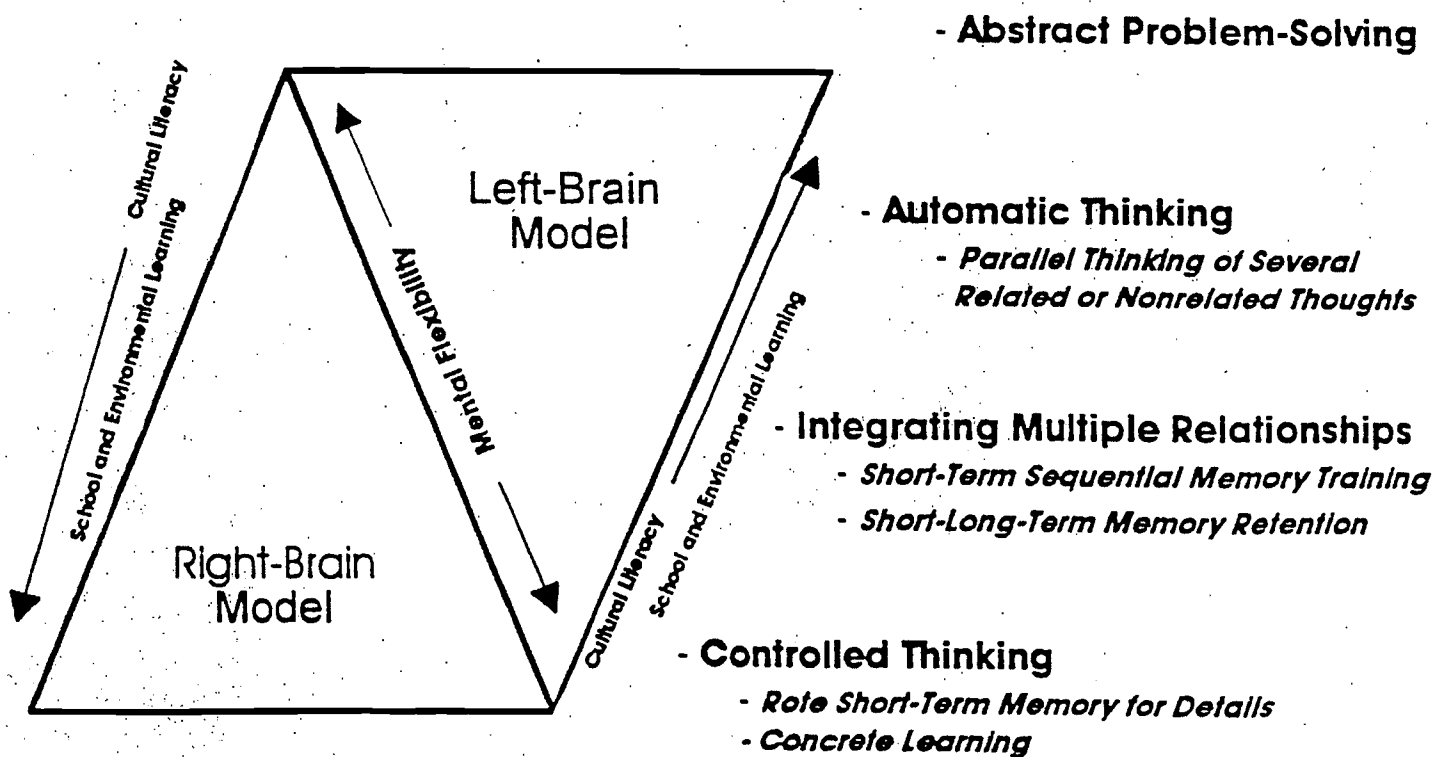 - Abstract Problem-Solving
Cultural Literacy
School and Environmental Learning
Left-Brain
Model
Mental Flexibility
Right-Brain
Model
Cultural Literacy
School and Environmental Learning
- Automatic Thinking
- Parallel Thinking of Several
Related or Nonrelated Thoughts
- Integrating Multiple Relationships
- Short-Term Sequential Memory Training
- Short-Long-Term Memory Retention
- Controlled Thinking
- Rote Short-Term Memory for Details
- Concrete Learning